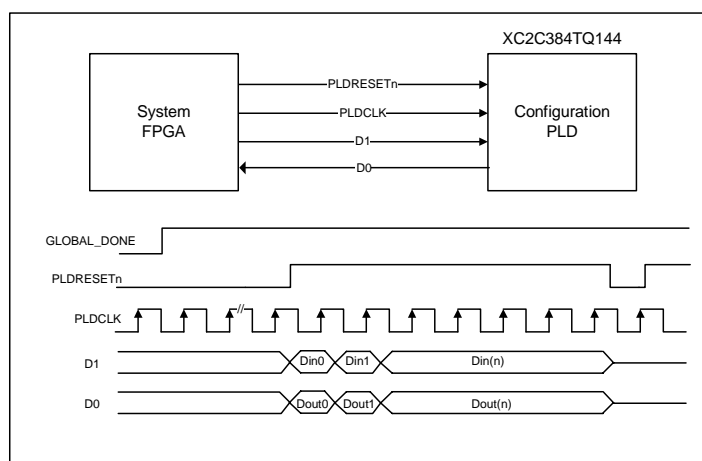 XC2C384TQ144
System
FPGA
PLDRESETn
PLDCLK
D1
D0
Configuration
PLD
GLOBAL_DONE
PLDRESETn
PLDCLK
//
D1
Din0 Din1 Din(n)
D0
Dout0 Dout1 Dout(n)